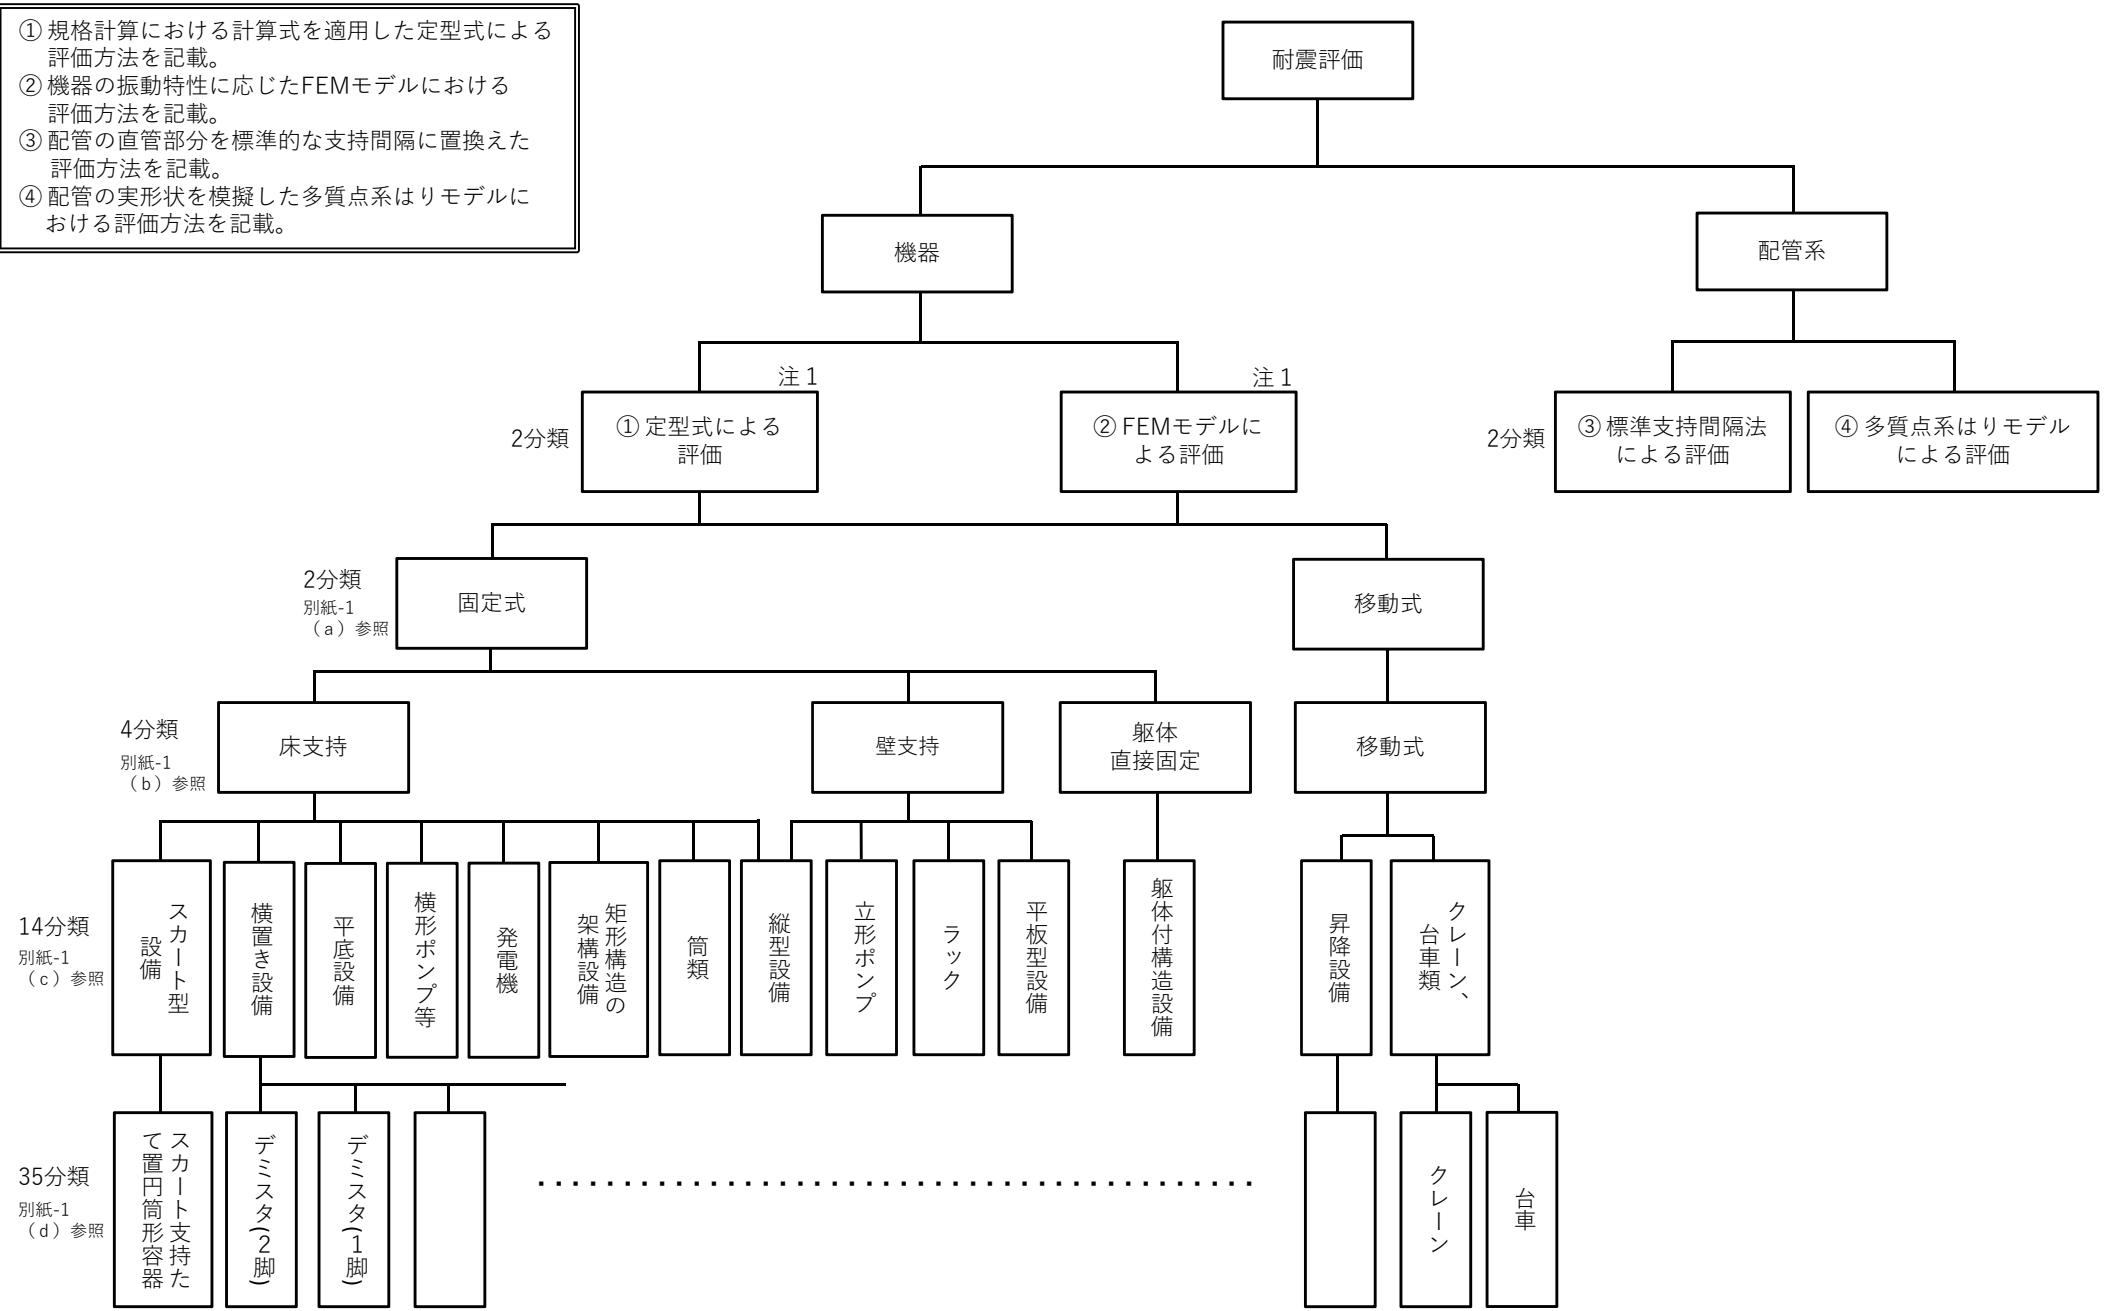 ① 規格計算における計算式を適用した定型式による
評価方法を記載。
② 機器の振動特性に応じたFEMモデルにおける
評価方法を記載。
③ 配管の直管部分を標準的な支持間隔に置換えた
評価方法を記載。
④ 配管の実形状を模擬した多質点系はりモデルに
おける評価方法を記載。
耐震評価
機器
配管系
注1
注1
2分類
① 定型式による
評価
② FEMモデルに
よる評価
2分類
③ 標準支持間隔法
による評価
④ 多質点系はりモデル
による評価
2分類
別紙-1
（a）参照
固定式
移動式
4分類
別紙-1
（b）参照
床支持
壁支持
躯体
直接固定
移動式
14分類
別紙-1
（c）参照
スカート型
設備
横置き設備
平底設備
横形ポンプ等
発電機
矩形構造の
架構設備
筒類
縦型設備
立形ポンプ
ラック
平板型設備
躯体付構造設備
昇降設備
クレーン、
台車類
35分類
別紙-1
（d）参照
スカート支持た
て置円筒形容器
デミスタ(2脚)
デミスタ(1脚)
クレーン
台車